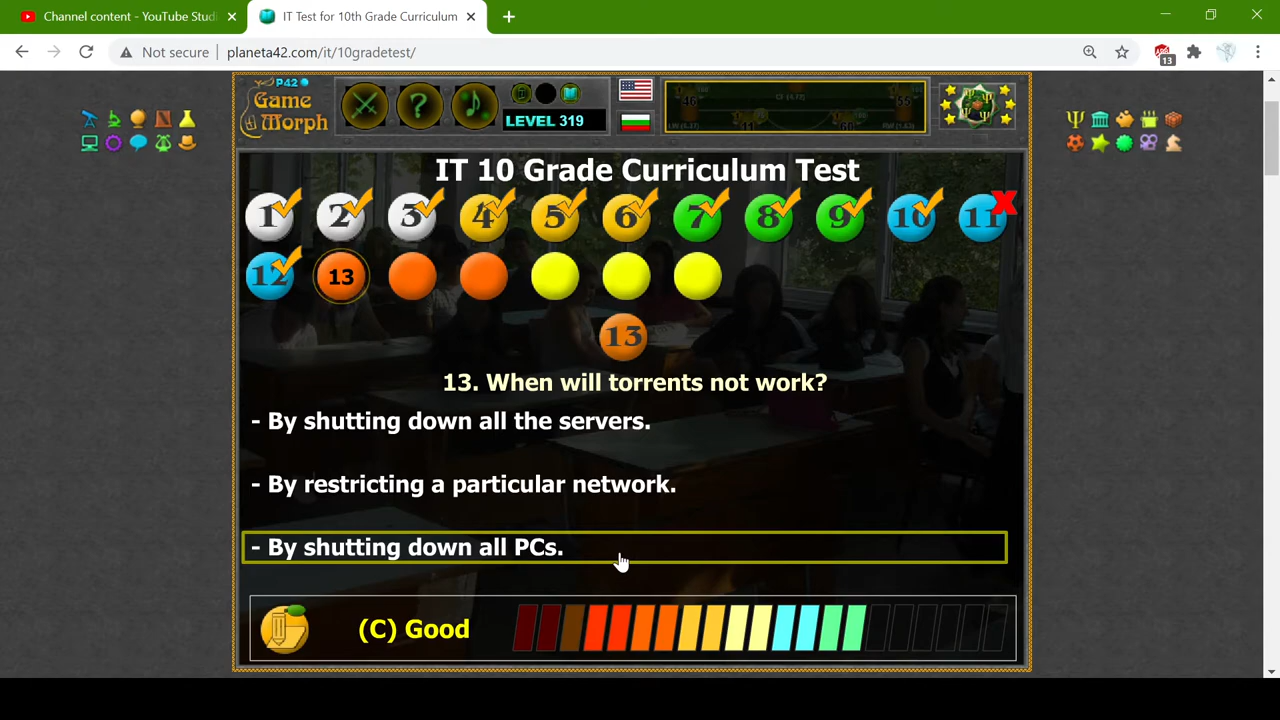 Channel content - YouTube Studi
IT Test for 10th Grade Curriculum
Not secure
planeta42.com/it/10gradetest/
13
P42
Game
Morph
LEVEL 319
46
55
IT 10 Grade Curriculum Test
1 2 3 4 5 6 7 8 9 10 11
12 13
13
13. When will torrents not work?
- By shutting down all the servers.
- By restricting a particular network.
- By shutting down all PCs.
(C) Good